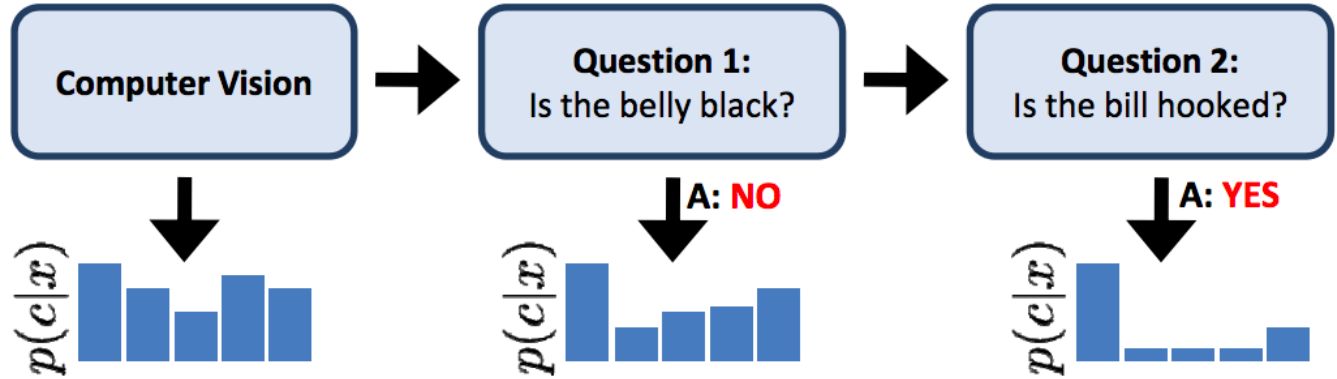 Computer Vision
Question 1:
Is the belly black?
Question 2:
Is the bill hooked?
A: NO
A: YES
p(c|x)
p(c|x)
p(c|x)